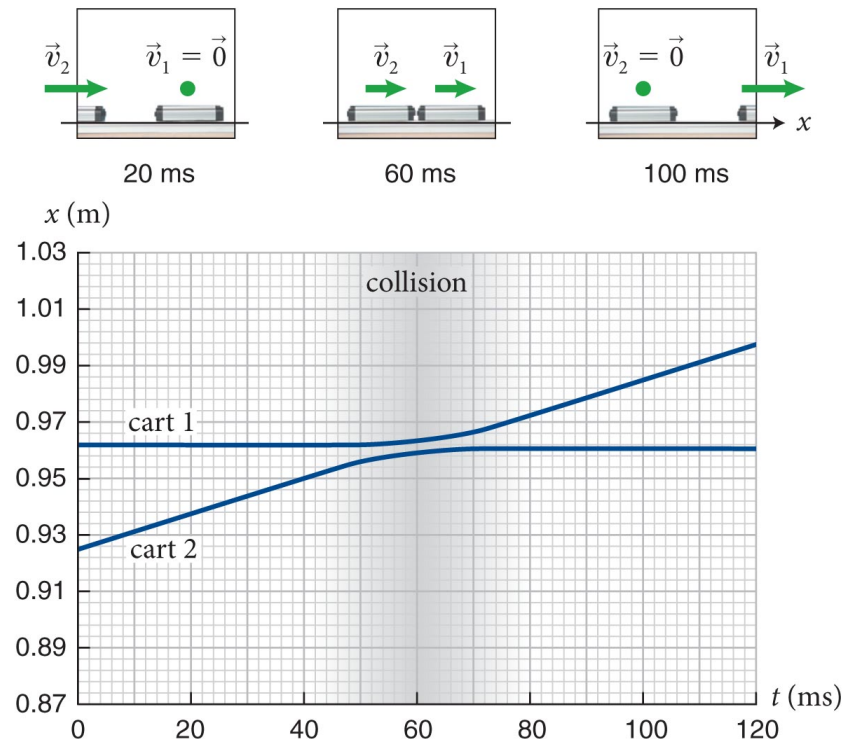 v⃗₂ v⃗₁ = 0⃗ v⃗₂ v⃗₁ v⃗₂ = 0⃗ v⃗₁
x
20 ms 60 ms 100 ms
x (m)
1.03
collision
1.01
0.99
0.97
cart 1
0.95
0.93
cart 2
0.91
0.89
0.87
t (ms)
0 20 40 60 80 100 120